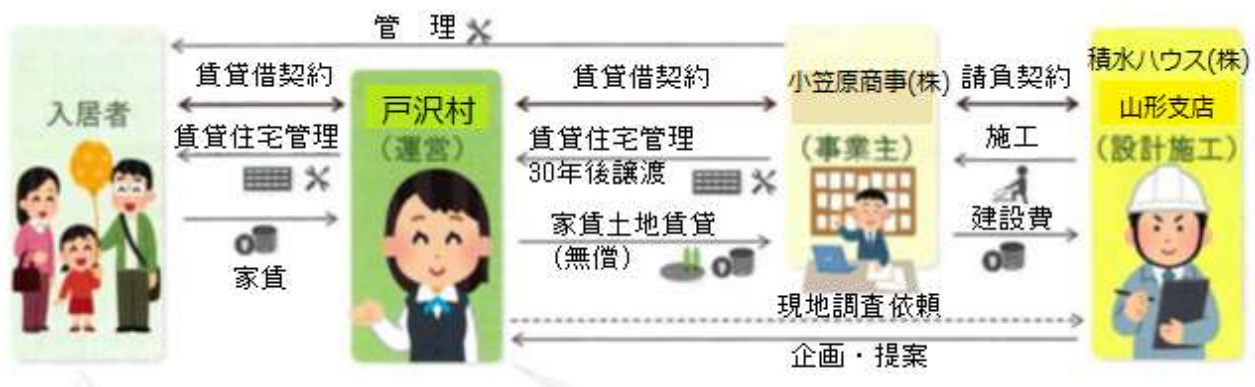 管 理
賃貸借契約
賃貸借契約
請負契約
積水ハウス(株)
山形支店
(設計施工)
小笠原商事(株)
(事業主)
戸沢村
(運営)
入居者
賃貸住宅管理
賃貸住宅管理
30年後譲渡
施工
家賃土地賃貸
(無償)
建設費
家賃
現地調査依頼
企画・提案